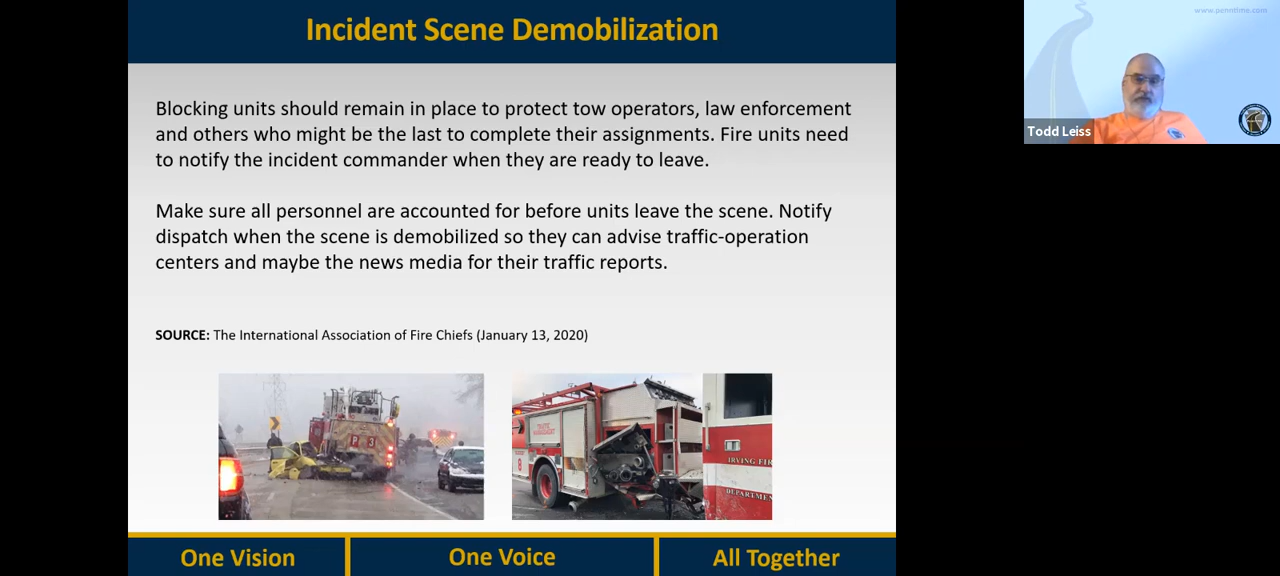 Incident Scene Demobilization
www.penntime.com
Blocking units should remain in place to protect tow operators, law enforcement
and others who might be the last to complete their assignments. Fire units need
to notify the incident commander when they are ready to leave.
Todd Leiss
Make sure all personnel are accounted for before units leave the scene. Notify
dispatch when the scene is demobilized so they can advise traffic-operation
centers and maybe the news media for their traffic reports.
SOURCE: The International Association of Fire Chiefs (January 13, 2020)
P 3
IRVING FIR
DEPARTMEN
One Vision
One Voice
All Together